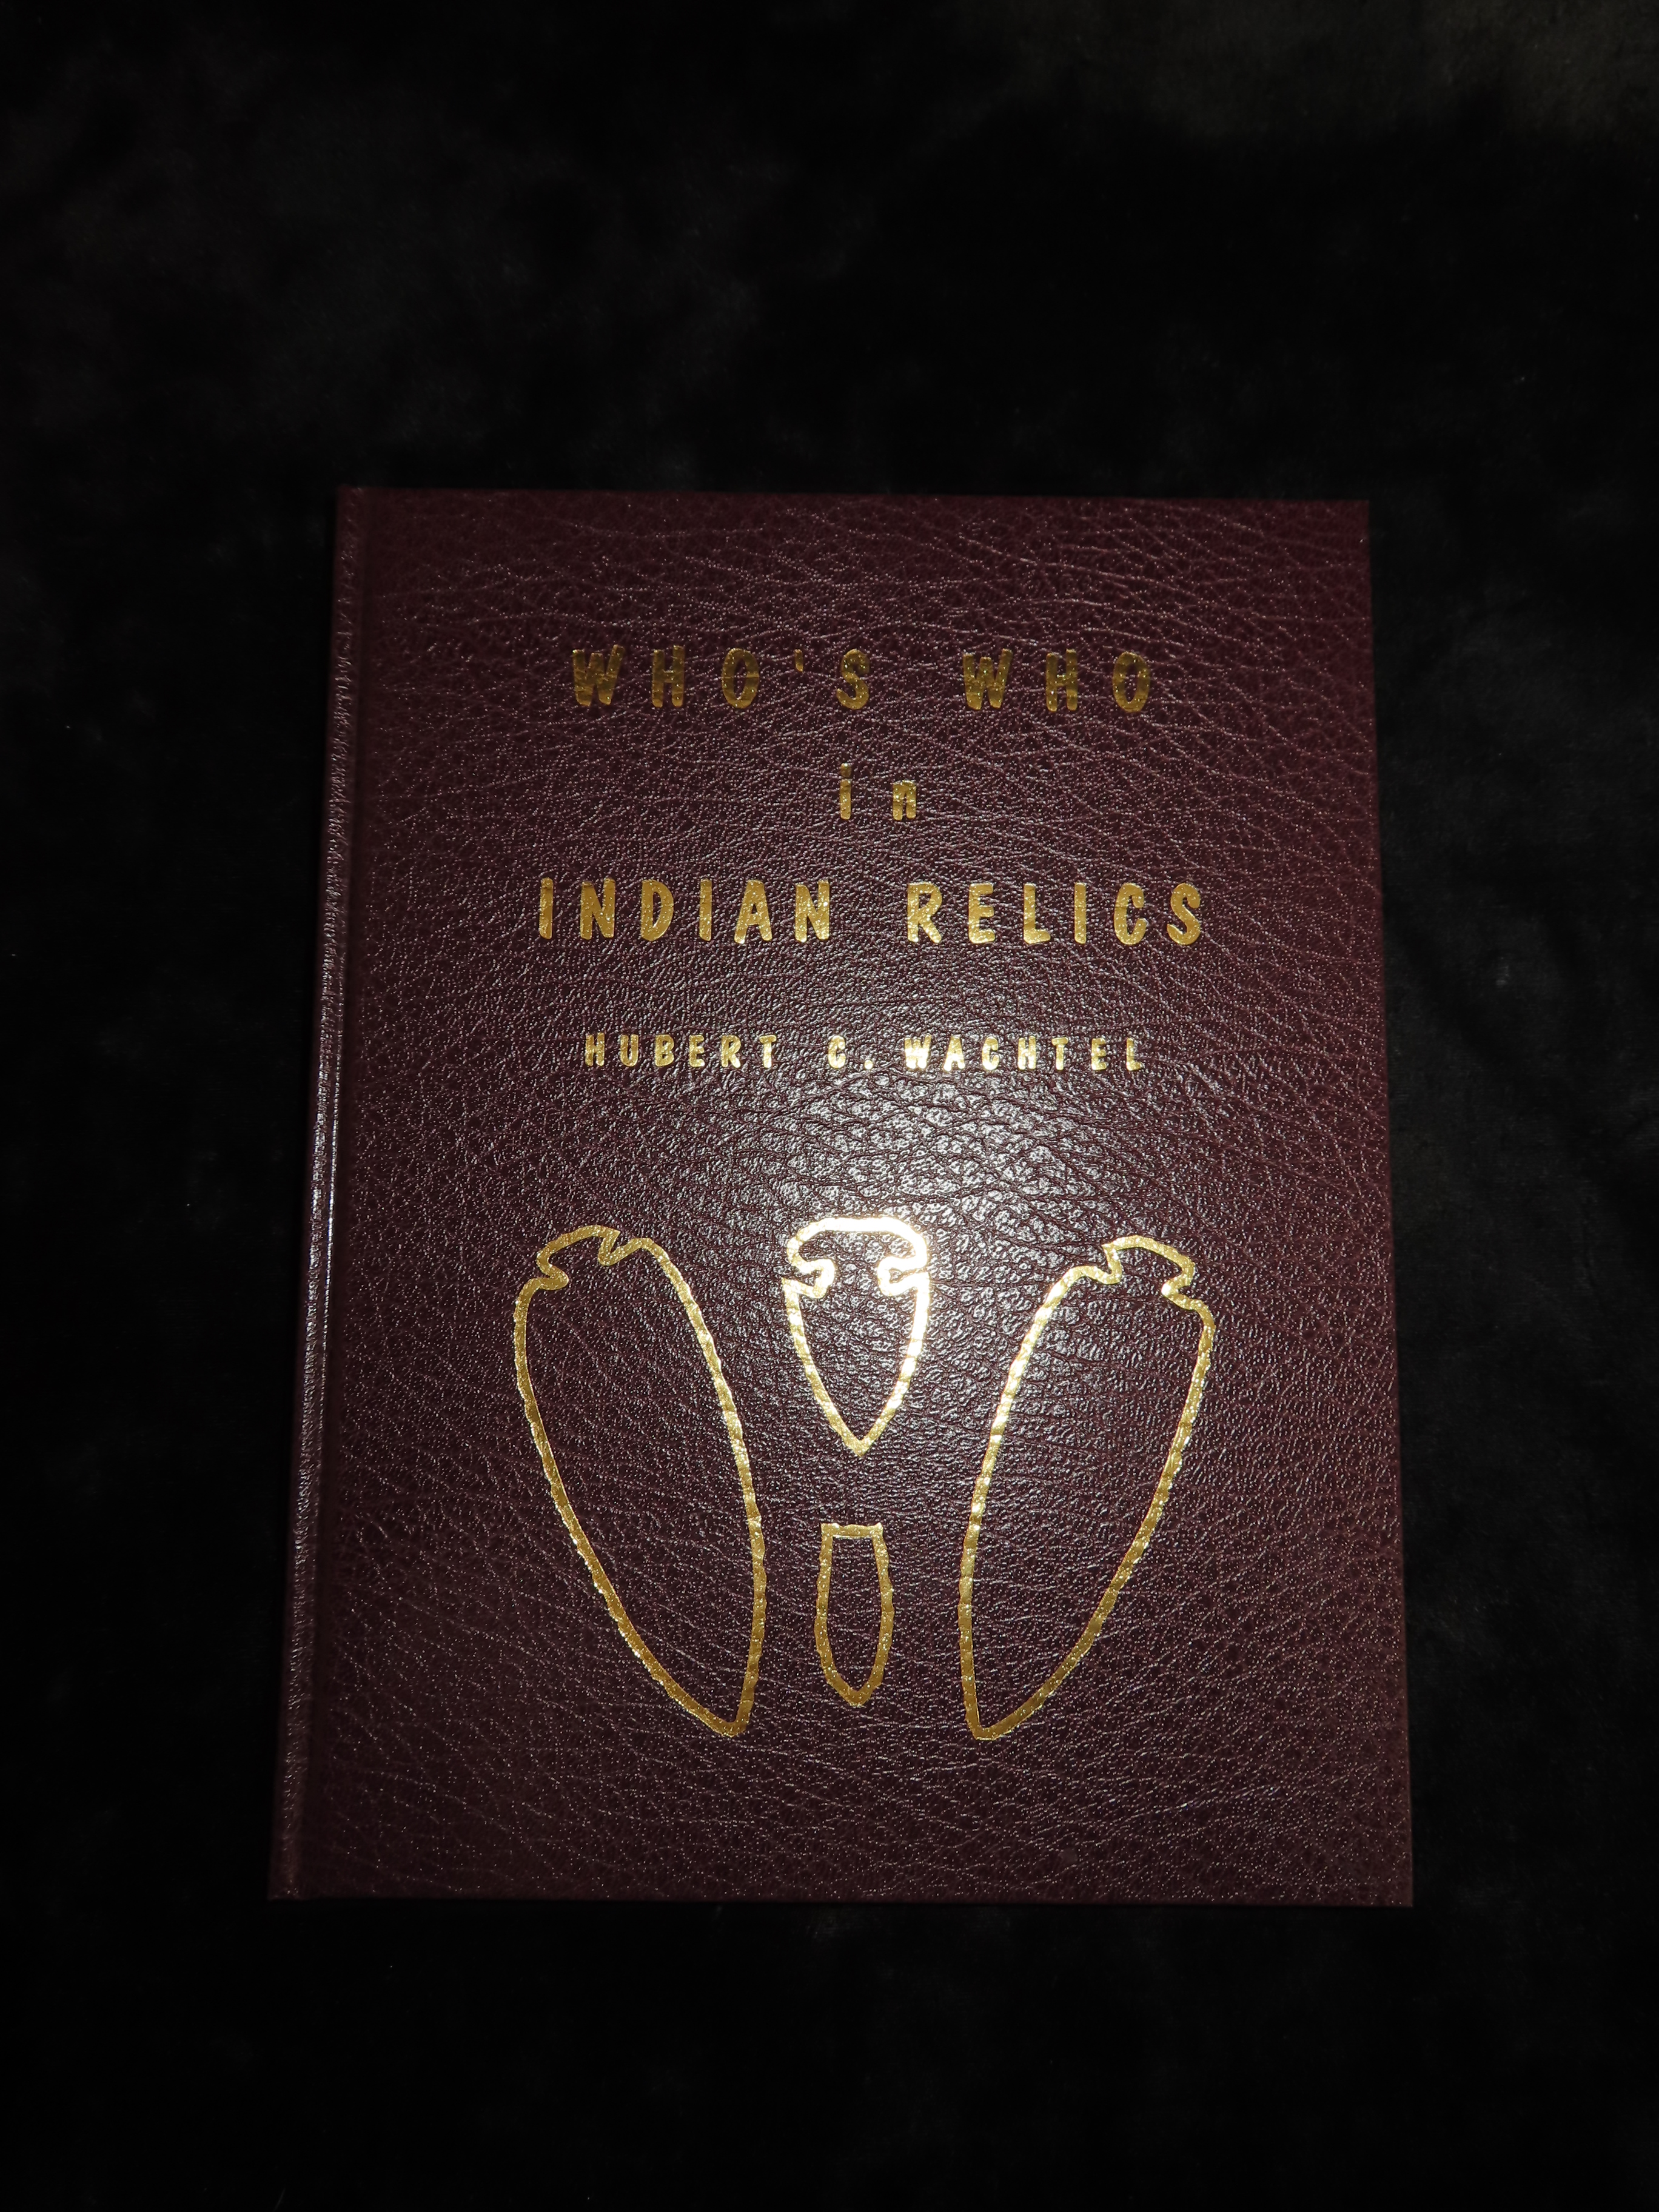 WHO'S WHO
in
INDIAN RELICS
HUBERT C. WACHTEL